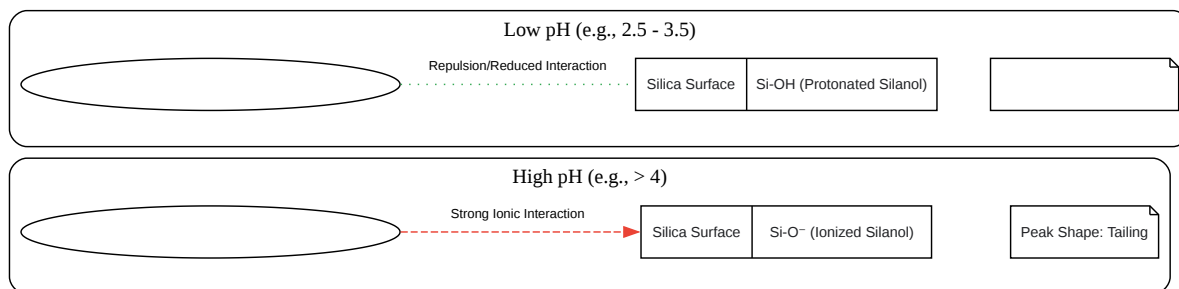 Low pH (e.g., 2.5 - 3.5)
Repulsion/Reduced Interaction
Silica Surface
Si-OH (Protonated Silanol)
High pH (e.g., > 4)
Strong Ionic Interaction
Silica Surface
Si-O⁻ (Ionized Silanol)
Peak Shape: Tailing